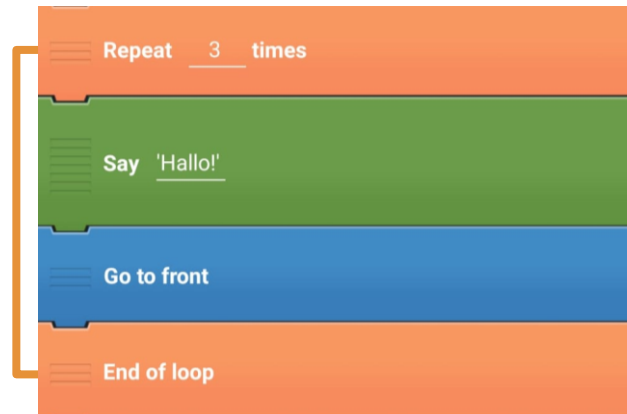 Repeat 3 times
Say 'Hallo!'
Go to front
End of loop